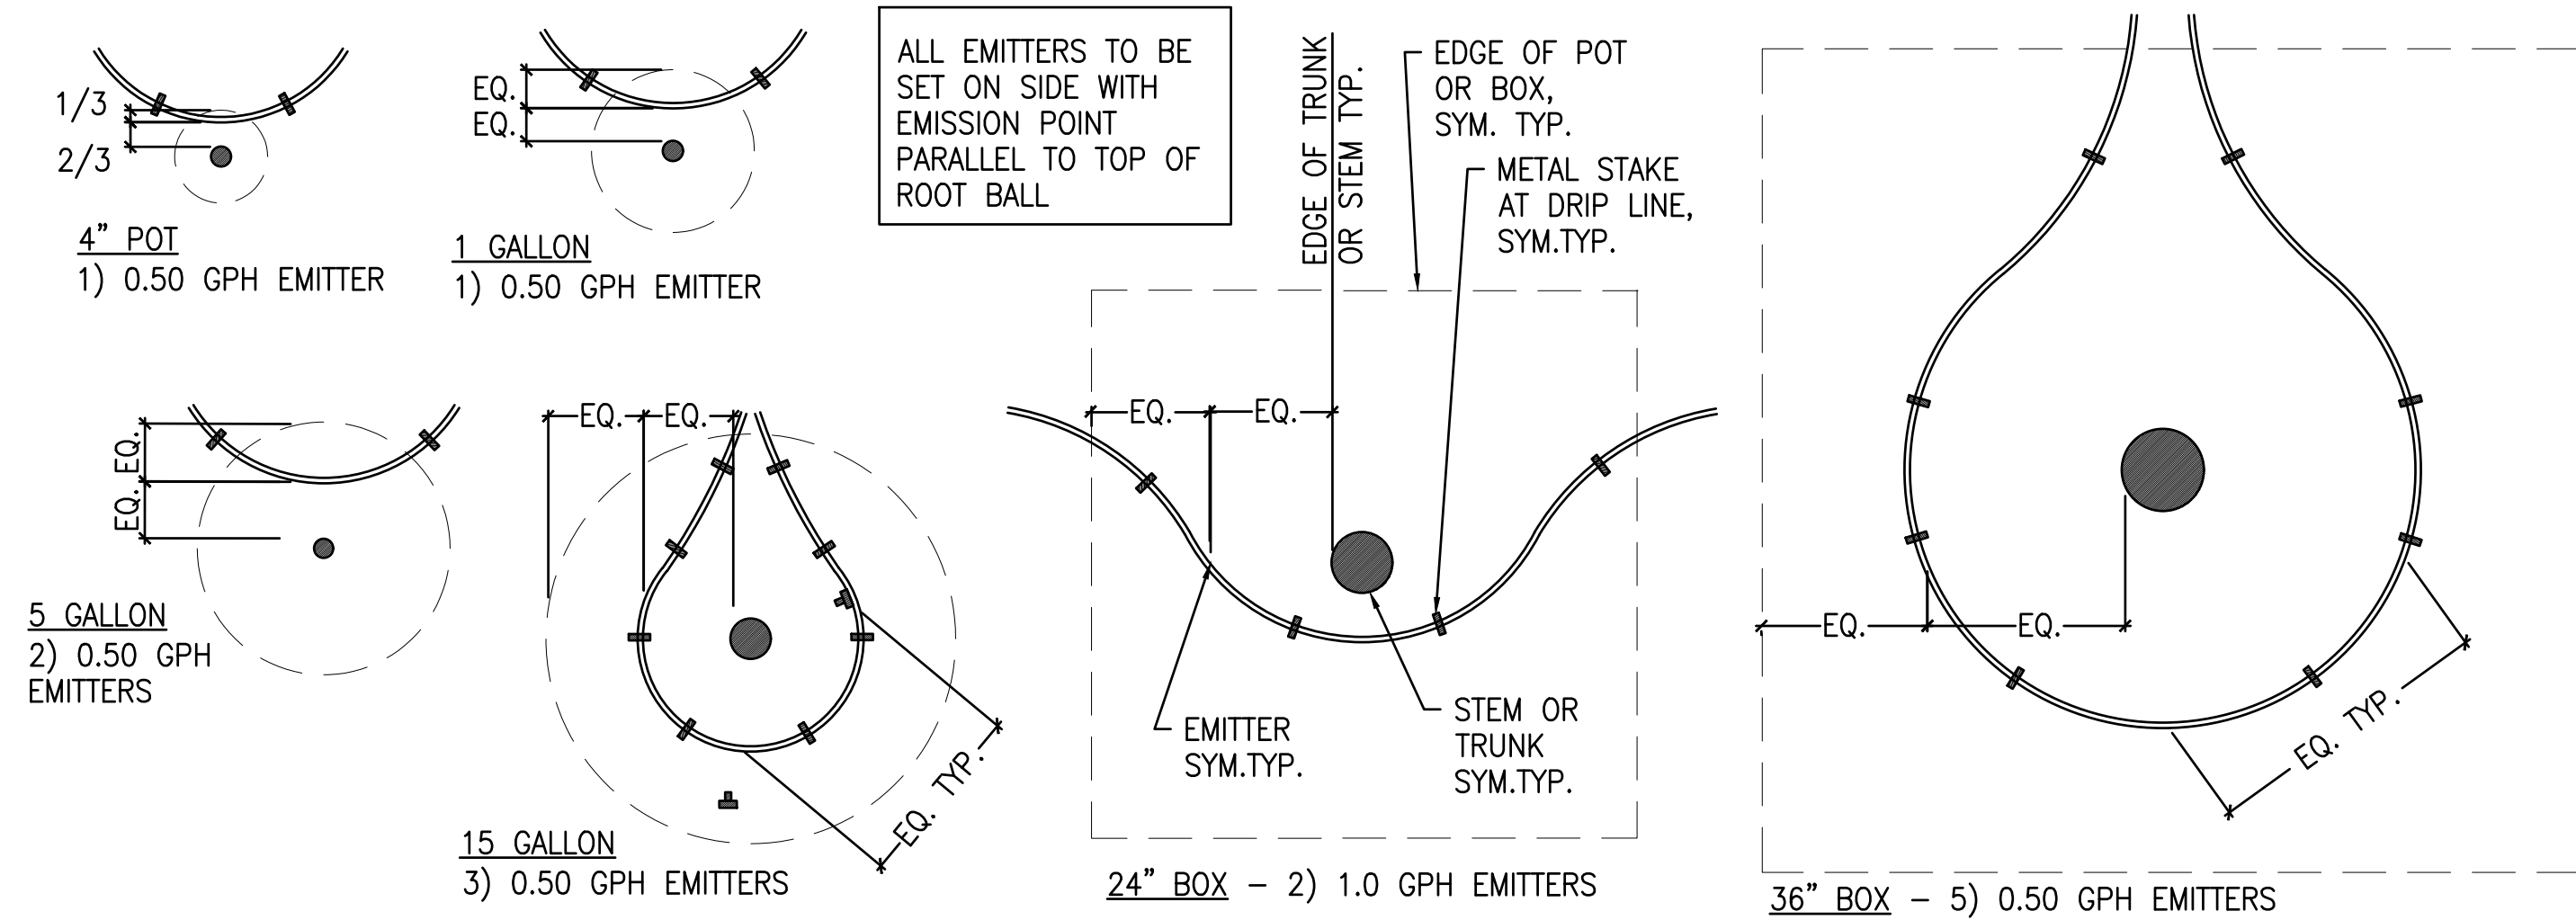 1/3
2/3
4” POT
1) 0.50 GPH EMITTER
EQ.
EQ.
1 GALLON
1) 0.50 GPH EMITTER
ALL EMITTERS TO BE
SET ON SIDE WITH
EMISSION POINT
PARALLEL TO TOP OF
ROOT BALL
EDGE OF TRUNK
OR STEM TYP.
EDGE OF POT
OR BOX,
SYM. TYP.
METAL STAKE
AT DRIP LINE,
SYM.TYP.
EQ.
EQ.
5 GALLON
2) 0.50 GPH
EMITTERS
EQ.
EQ.
EQ. TYP.
15 GALLON
3) 0.50 GPH EMITTERS
EQ.
EQ.
EMITTER
SYM.TYP.
STEM OR
TRUNK
SYM.TYP.
24” BOX – 2) 1.0 GPH EMITTERS
EQ.
EQ.
EQ. TYP.
36” BOX – 5) 0.50 GPH EMITTERS